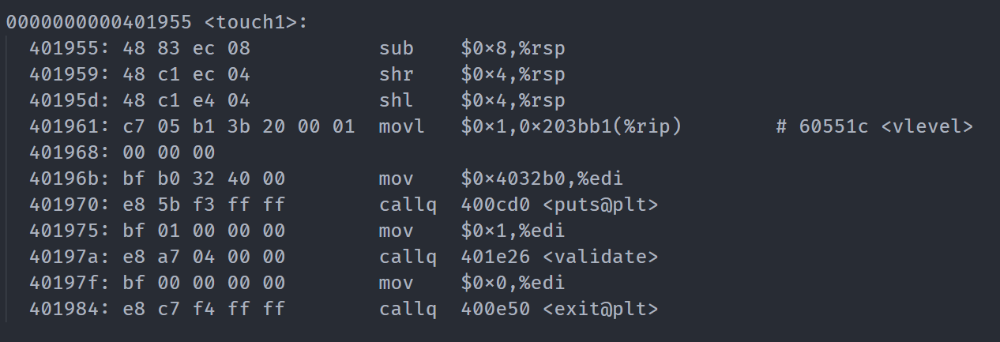 0000000000401955 <touch1>:
401955: 48 83 ec 08 sub $0×8,%rsp
401959: 48 c1 ec 04 shr $0×4,%rsp
40195d: 48 c1 e4 04 shl $0×4,%rsp
401961: c7 05 b1 3b 20 00 01 movl $0×1,0×203bb1(%rip) # 60551c <vlevel>
401968: 00 00 00
40196b: bf b0 32 40 00 mov $0×4032b0,%edi
401970: e8 5b f3 ff ff callq 400cd0 <puts@plt>
401975: bf 01 00 00 00 mov $0×1,%edi
40197a: e8 a7 04 00 00 callq 401e26 <validate>
40197f: bf 00 00 00 00 mov $0×0,%edi
401984: e8 c7 f4 ff ff callq 400e50 <exit@plt>